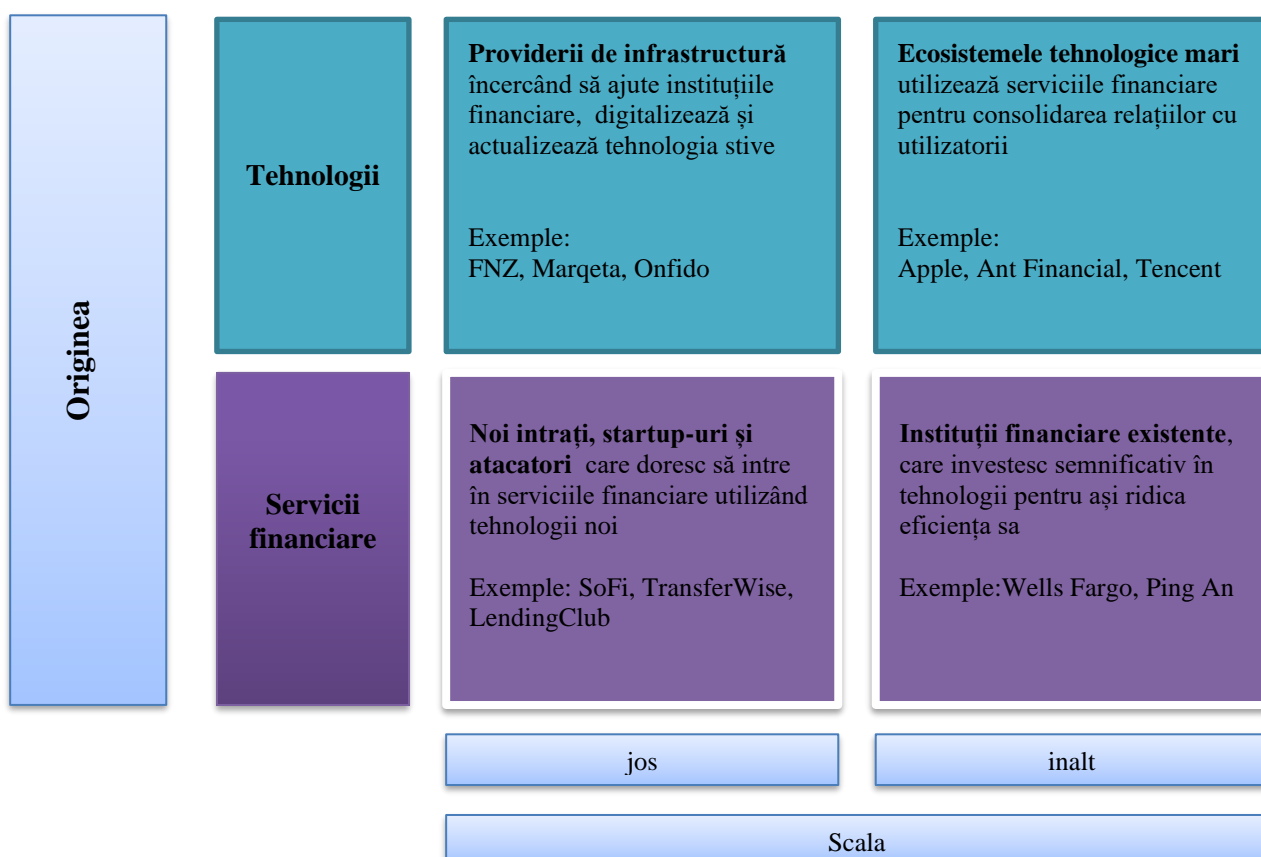 Originea
Tehnologii
Providerii de infrastructură
încercând să ajute instituțiile
financiare,  digitalizează și
actualizează tehnologia stive
Exemple:
FNZ, Marqeta, Onfido
Ecosistemele tehnologice mari
utilizează serviciile financiare
pentru consolidarea relațiilor cu
utilizatorii
Exemple:
Apple, Ant Financial, Tencent
Servicii
financiare
Noi intrați, startup-uri și
atacatori  care doresc să intre
în serviciile financiare utilizând
tehnologii noi
Exemple: SoFi, TransferWise,
LendingClub
Instituții financiare existente,
care investesc semnificativ în
tehnologii pentru ași ridica
eficiența sa
Exemple:Wells Fargo, Ping An
jos
inalt
Scala